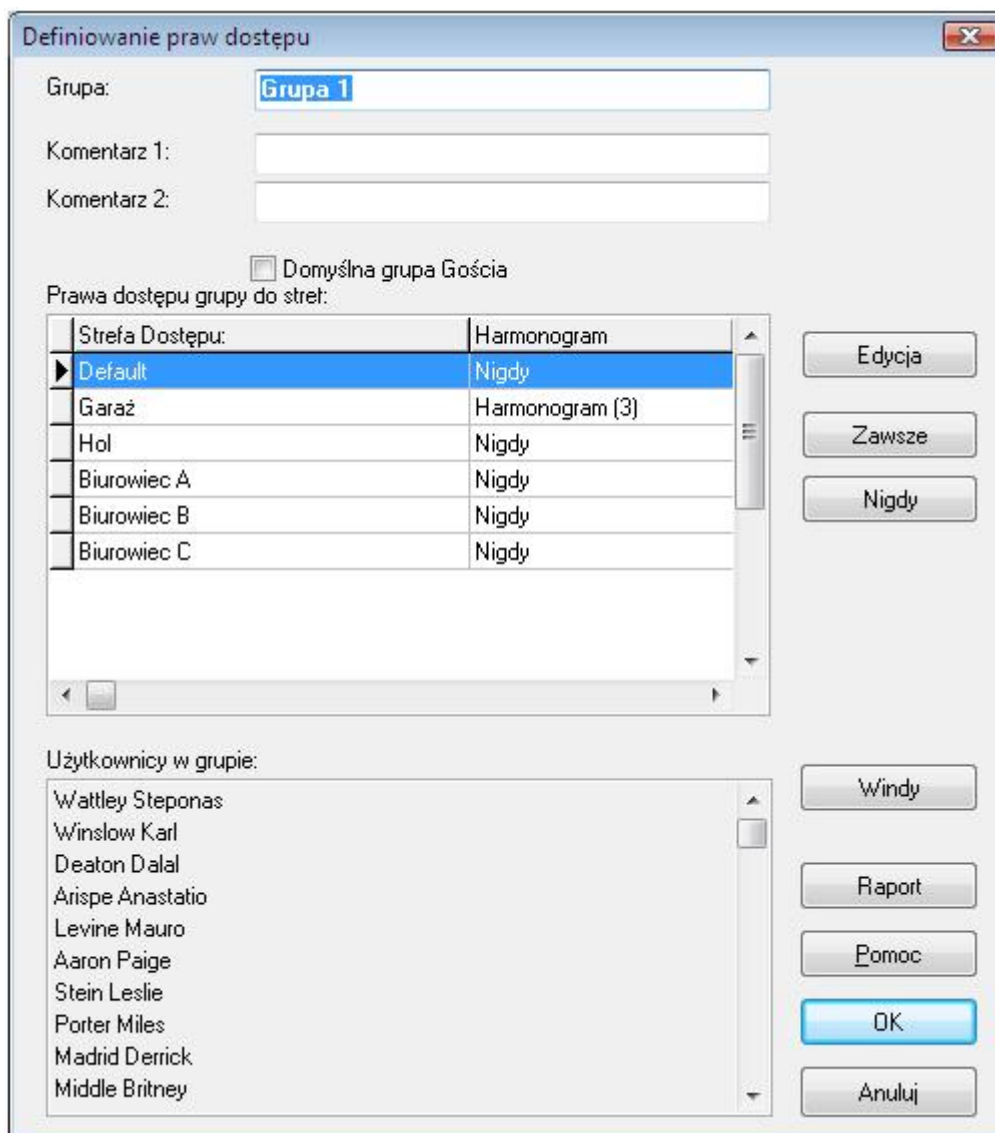 Definiowanie praw dostępu
Grupa: Grupa 1
Komentarz 1:
Komentarz 2:
Domyślna grupa Gościa
Prawa dostępu grupy do stref:
Strefa Dostępu: Harmonogram
Default Nigdy
Garaż Harmonogram (3)
Hol Nigdy
Biurowiec A Nigdy
Biurowiec B Nigdy
Biurowiec C Nigdy
Edycja
Zawsze
Nigdy
Użytkownicy w grupie:
Wattley Steponas
Winslow Karl
Deaton Dalal
Arispe Anastatio
Levine Mauro
Aaron Paige
Stein Leslie
Porter Miles
Madrid Derrick
Middle Britney
Windy
Raport
Pomoc
OK
Anuluj